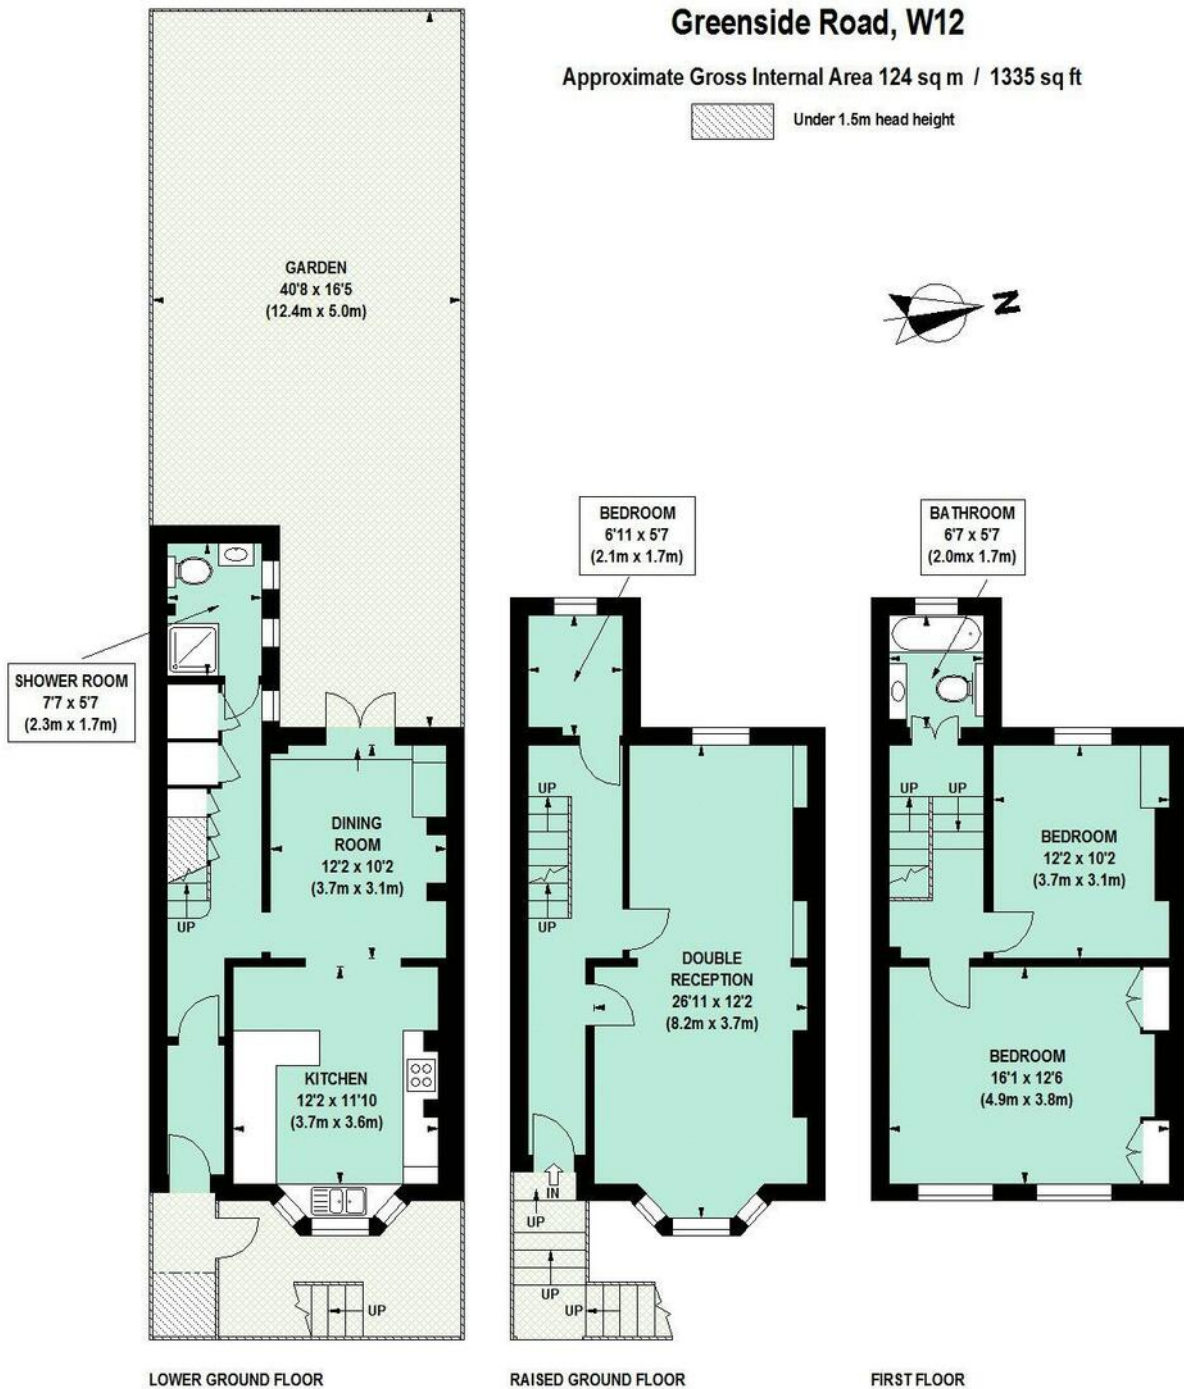 Greenside Road, W12
Approximate Gross Internal Area 124 sq m / 1335 sq ft
Under 1.5m head height
N
GARDEN
40'8 x 16'5
(12.4m x 5.0m)
SHOWER ROOM
7'7 x 5'7
(2.3m x 1.7m)
DINING
ROOM
12'2 x 10'2
(3.7m x 3.1m)
UP
KITCHEN
12'2 x 11'10
(3.7m x 3.6m)
UP
LOWER GROUND FLOOR
BEDROOM
6'11 x 5'7
(2.1m x 1.7m)
UP
UP
DOUBLE
RECEPTION
26'11 x 12'2
(8.2m x 3.7m)
IN
UP
UP
UP
RAISED GROUND FLOOR
BATHROOM
6'7 x 5'7
(2.0mx 1.7m)
UP
UP
BEDROOM
12'2 x 10'2
(3.7m x 3.1m)
BEDROOM
16'1 x 12'6
(4.9m x 3.8m)
FIRST FLOOR